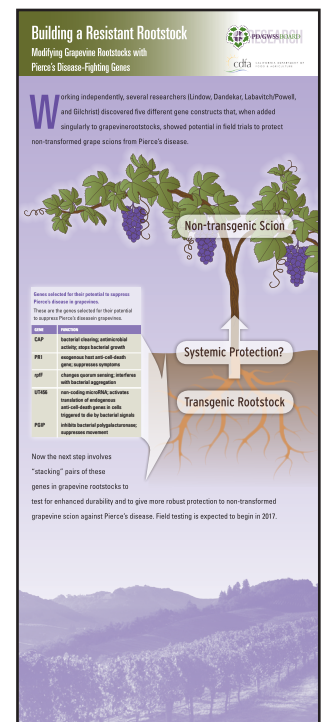 Building a Resistant Rootstock
Modifying Grapevine Rootstocks with
Pierce's Disease-Fighting Genes
RESEARCH
PD/GWSS BOARD
cdfa
CALIFORNIA DEPARTMENT OF
FOOD & AGRICULTURE
Working independently, several researchers (Lindow, Dandekar, Labavitch/Powell,
and Gilchrist) discovered five different gene constructs that, when added
singularly to grapevinerootstocks, showed potential in field trials to protect
non-transformed grape scions from Pierce's disease.
Non-transgenic Scion
Genes selected for their potential to suppress
Pierce's disease in grapevines.
These are the genes selected for their potential
to suppress Pierce's diseasein grapevines.
GENE FUNCTION
CAP bacterial clearing; antimicrobial
activity; stops bacterial growth
PR1 exogenous host anti-cell-death
gene; suppresses symptoms
rpfF changes quorum sensing; interferes
with bacterial aggregation
UT456 non-coding microRNA; activates
translation of endogenous
anti-cell-death genes in cells
triggered to die by bacterial signals
PGIP inhibits bacterial polygalacturonase;
suppresses movement
Systemic Protection?
Transgenic Rootstock
Now the next step involves
"stacking" pairs of these
genes in grapevine rootstocks to
test for enhanced durability and to give more robust protection to non-transformed
grapevine scion against Pierce's disease. Field testing is expected to begin in 2017.